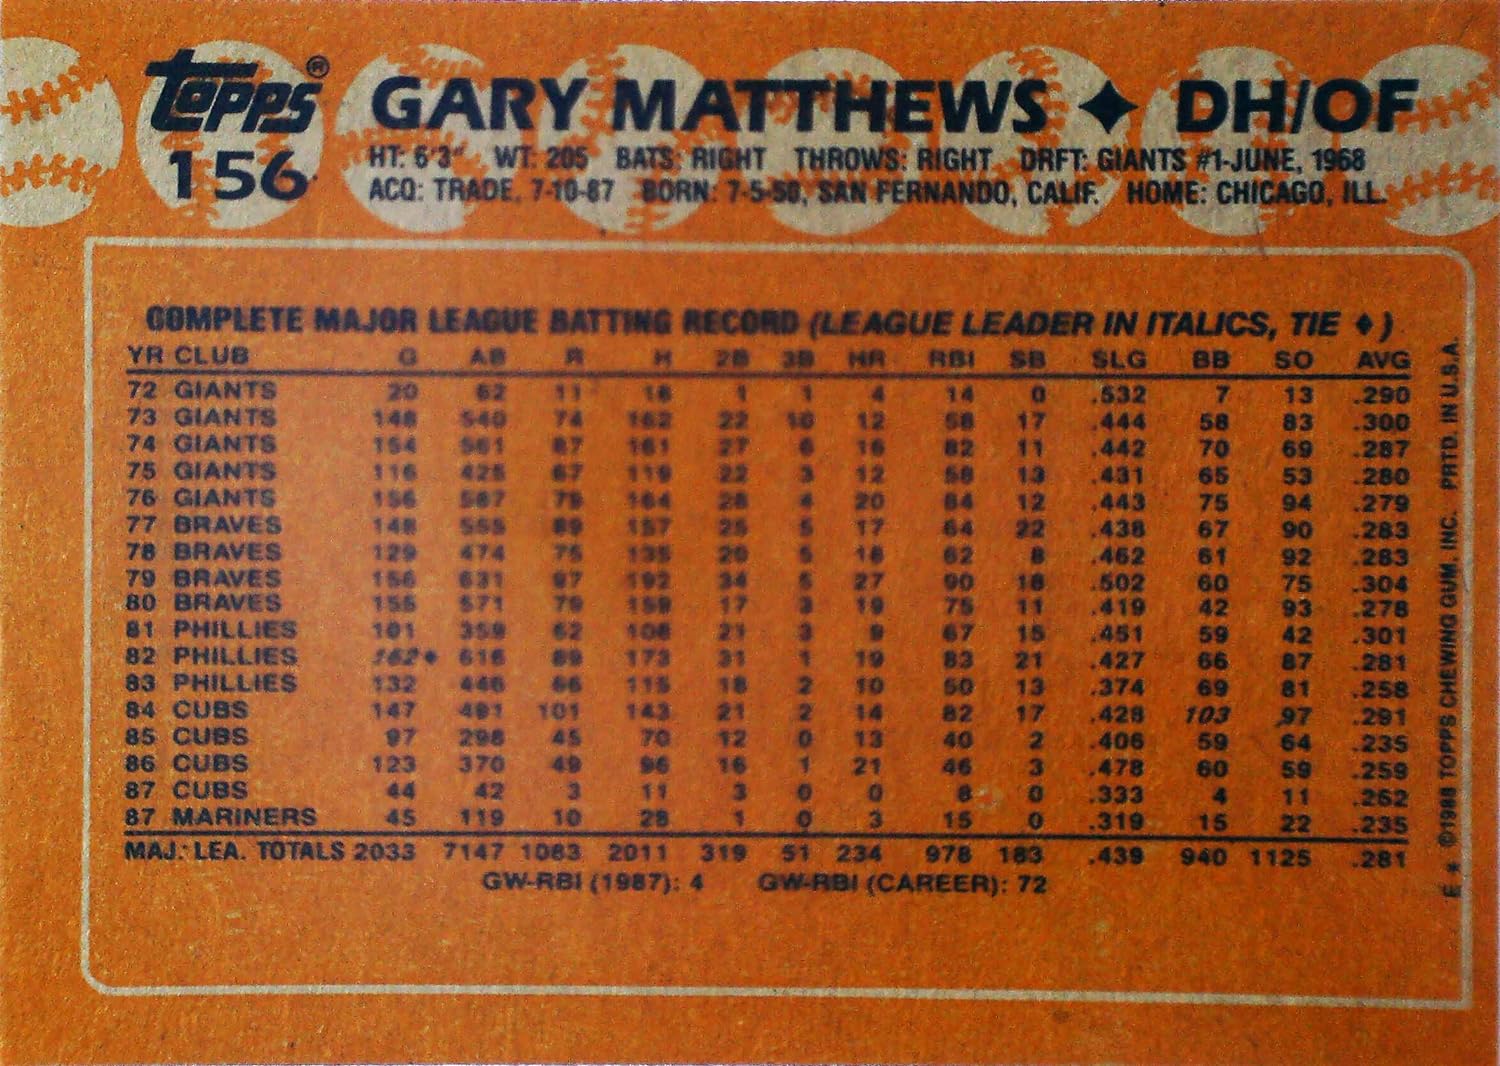 Topps® GARY MATTHEWS ♦ DH/OF
156 HT: 6'3" WT: 205 BATS: RIGHT THROWS: RIGHT DRFT: GIANTS #1-JUNE, 1968
ACQ: TRADE, 7-10-87 BORN: 7-5-50, SAN FERNANDO, CALIF. HOME: CHICAGO, ILL.
COMPLETE MAJOR LEAGUE BATTING RECORD (LEAGUE LEADER IN ITALICS, TIE ♦)
YR CLUB G AB R H 2B 3B HR RBI SB SLG BB SO AVG
72 GIANTS 20 62 11 18 1 1 4 14 0 .532 7 13 .290
73 GIANTS 148 540 74 162 22 10 12 58 17 .444 58 83 .300
74 GIANTS 154 561 87 161 27 6 16 82 11 .442 70 69 .287
75 GIANTS 116 425 67 119 22 3 12 58 13 .431 65 53 .280
76 GIANTS 156 587 79 164 28 4 20 84 12 .443 75 94 .279
77 BRAVES 148 555 89 157 25 5 17 64 22 .438 67 90 .283
78 BRAVES 129 474 75 135 20 5 18 62 8 .462 61 92 .283
79 BRAVES 156 631 97 192 34 5 27 90 18 .502 60 75 .304
80 BRAVES 155 571 79 159 17 3 19 75 11 .419 42 93 .278
81 PHILLIES 101 359 62 108 21 3 9 67 15 .451 59 42 .301
82 PHILLIES 162♦ 616 89 173 31 1 19 83 21 .427 66 87 .281
83 PHILLIES 132 446 66 115 18 2 10 50 13 .374 69 81 .258
84 CUBS 147 491 101 143 21 2 14 82 17 .428 103 97 .291
85 CUBS 97 298 45 70 12 0 13 40 2 .406 59 64 .235
86 CUBS 123 370 49 96 16 1 21 46 3 .478 60 59 .259
87 CUBS 44 42 3 11 3 0 0 8 0 .333 4 11 .262
87 MARINERS 45 119 10 28 1 0 3 15 0 .319 15 22 .235
MAJ. LEA. TOTALS 2033 7147 1083 2011 319 51 234 978 183 .439 940 1125 .281
GW-RBI (1987): 4 GW-RBI (CAREER): 72
E * ©1988 TOPPS CHEWING GUM, INC. PRTD. IN U.S.A.